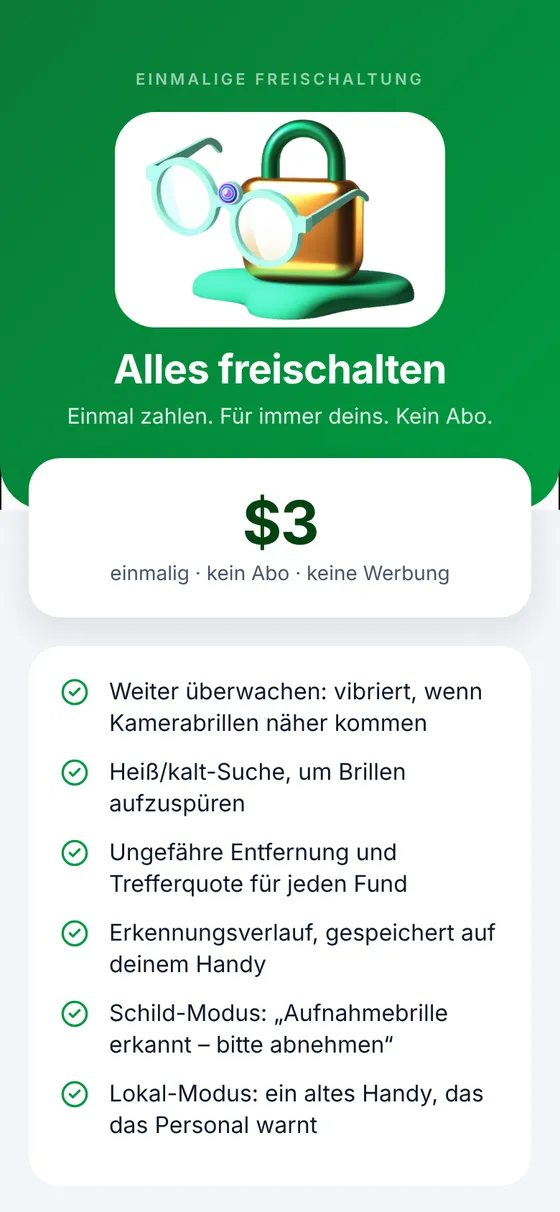 EINMALIGE FREISCHALTUNG
Alles freischalten
Einmal zahlen. Für immer deins. Kein Abo.
$3
einmalig · kein Abo · keine Werbung
Weiter überwachen: vibriert, wenn
Kamerabrillen näher kommen
Heiß/kalt-Suche, um Brillen
aufzuspüren
Ungefähre Entfernung und
Trefferquote für jeden Fund
Erkennungsverlauf, gespeichert auf
deinem Handy
Schild-Modus: „Aufnahmebrille
erkannt – bitte abnehmen“
Lokal-Modus: ein altes Handy, das
das Personal warnt